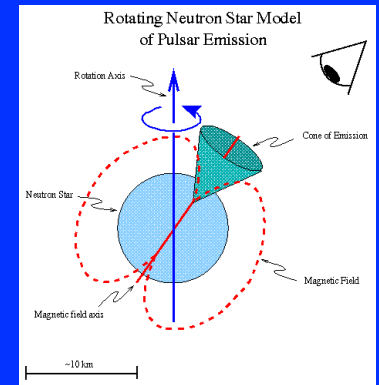 Rotating Neutron Star Model
of Pulsar Emission
Rotation Axis
Cone of Emission
Neutron Star
Magnetic Field
Magnetic field axis
~10 km